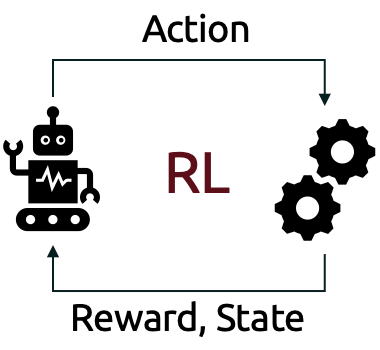 Action
RL
Reward, State